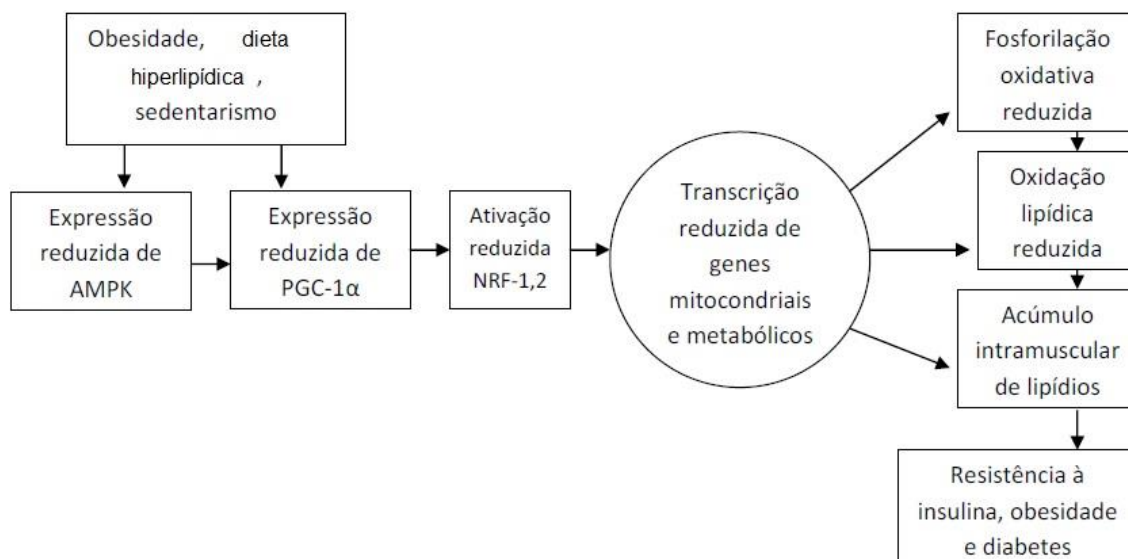 Obesidade, dieta
hiperlipídica ,
sedentarismo
Expressão
reduzida de
AMPK
Expressão
reduzida de
PGC-1α
Ativação
reduzida
NRF-1,2
Transcrição
reduzida de
genes
mitocondriais
e metabólicos
Fosforilação
oxidativa
reduzida
Oxidação
lipídica
reduzida
Acúmulo
intramuscular
de lipídios
Resistência à
insulina, obesidade
e diabetes